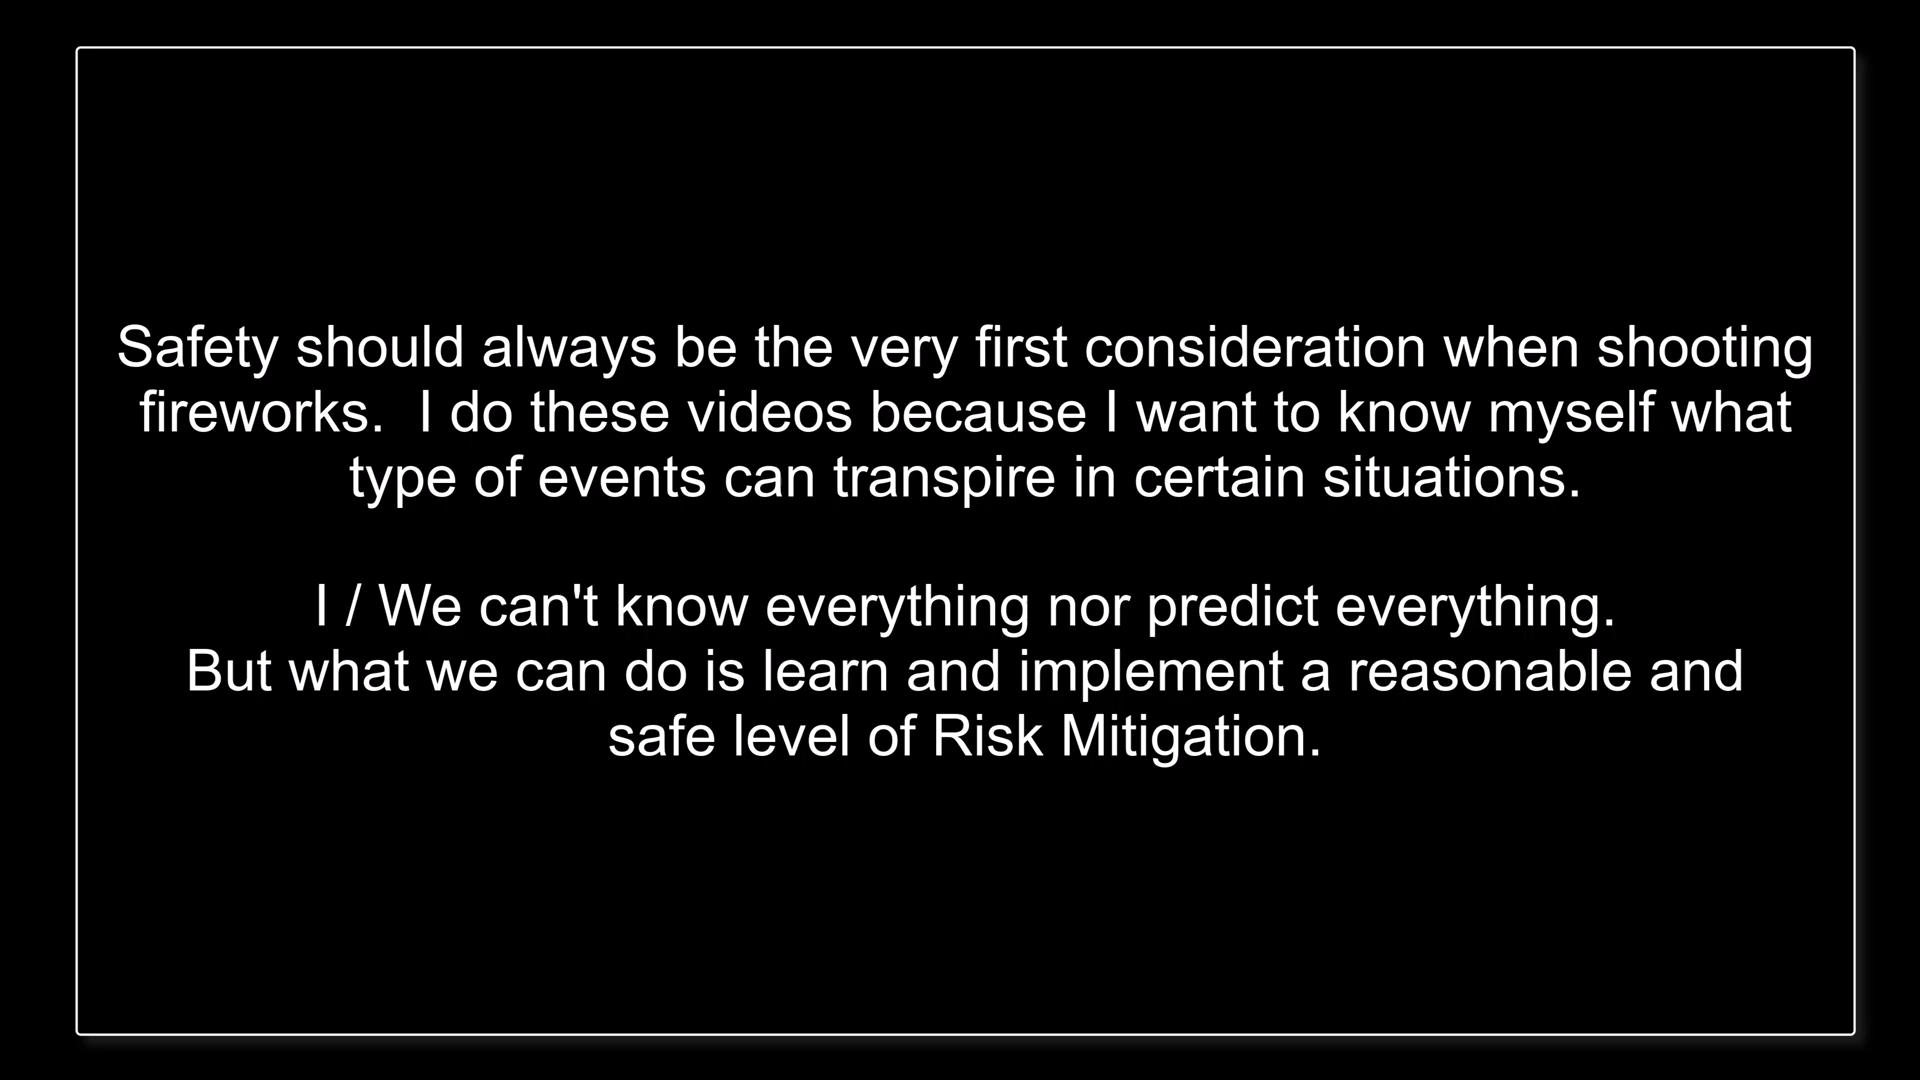 Safety should always be the very first consideration when shooting
fireworks.  I do these videos because I want to know myself what
type of events can transpire in certain situations.
I / We can't know everything nor predict everything.
But what we can do is learn and implement a reasonable and
safe level of Risk Mitigation.